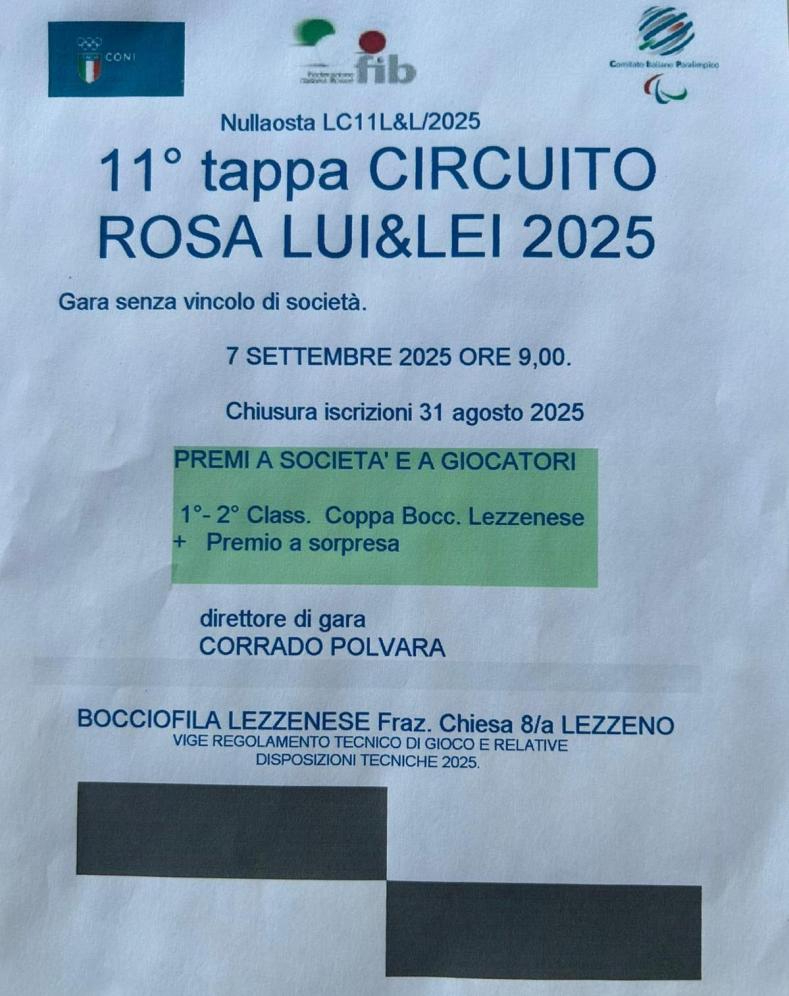 CONI
Federazione
Italiana Bocce
fib
Comitato Italiano Paralimpico
Nullaosta LC11L&L/2025
11° tappa CIRCUITO
ROSA LUI&LEI 2025
Gara senza vincolo di società.
7 SETTEMBRE 2025 ORE 9,00.
Chiusura iscrizioni 31 agosto 2025
PREMI A SOCIETA' E A GIOCATORI
1°- 2° Class. Coppa Bocc. Lezzenese
+ Premio a sorpresa
direttore di gara
CORRADO POLVARA
BOCCIOFILA LEZZENESE Fraz. Chiesa 8/a LEZZENO
VIGE REGOLAMENTO TECNICO DI GIOCO E RELATIVE
DISPOSIZIONI TECNICHE 2025.